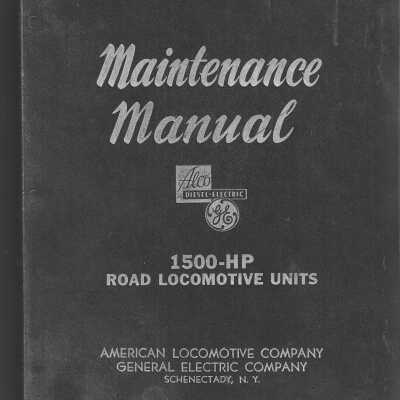 Maintenance
Manual
Alco
DIESEL-ELECTRIC
GE
1500-HP
ROAD LOCOMOTIVE UNITS
AMERICAN LOCOMOTIVE COMPANY
GENERAL ELECTRIC COMPANY
SCHENECTADY, N. Y.